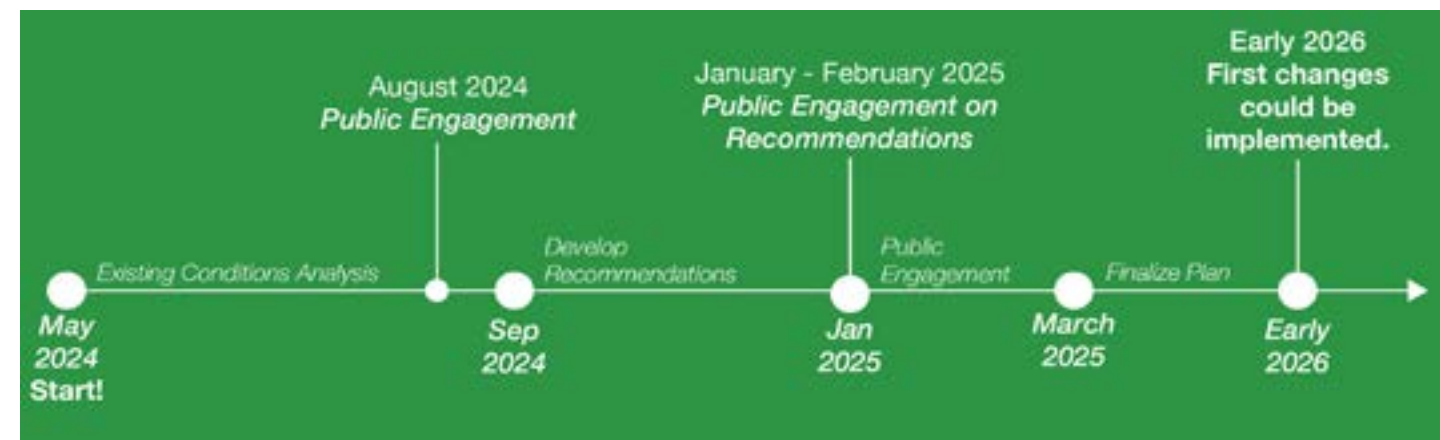 August 2024
Public Engagement
January - February 2025
Public Engagement on
Recommendations
Early 2026
First changes
could be
implemented.
Existing Conditions Analysis
Develop
Recommendations
Public
Engagement
Finalize Plan
May
2024
Start!
Sep
2024
Jan
2025
March
2025
Early
2026